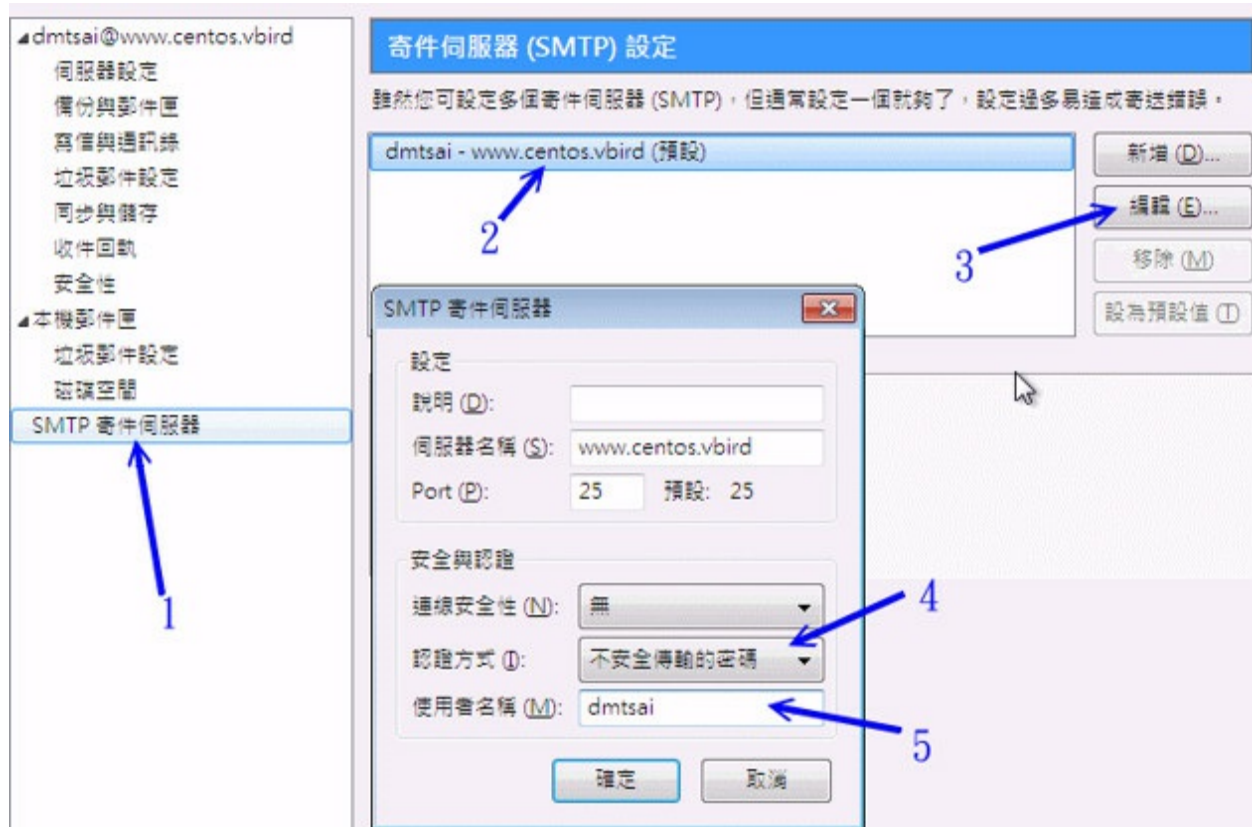 dmtsai@www.centos.vbird
伺服器設定
備份與郵件匣
寫信與通訊錄
垃圾郵件設定
同步與儲存
收件回執
安全性
本機郵件匣
垃圾郵件設定
磁碟空間
SMTP 寄件伺服器
1
寄件伺服器 (SMTP) 設定
雖然您可設定多個寄件伺服器 (SMTP)，但通常設定一個就夠了，設定過多易造成寄送錯誤。
dmtsai - www.centos.vbird (預設)
2
新增 (D)...
編輯 (E)...
3
移除 (M)
設為預設值 (T)
SMTP 寄件伺服器
設定
說明 (D):
伺服器名稱 (S): www.centos.vbird
Port (P): 25 預設: 25
安全與認證
連線安全性 (N): 無
認證方式 (I): 不安全傳輸的密碼
4
使用者名稱 (M): dmtsai
5
確定 取消